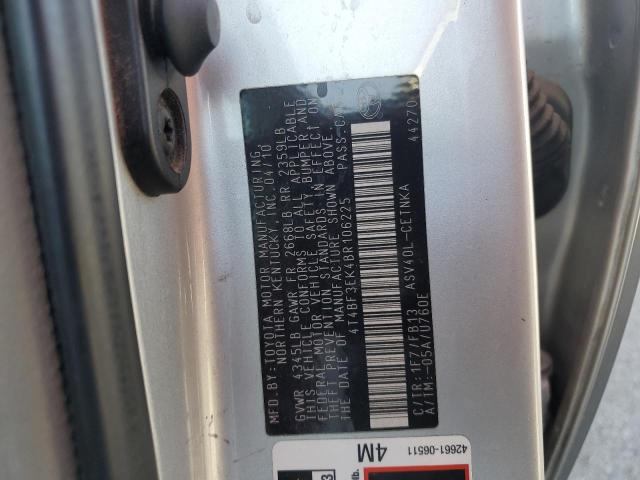 MFD.BY:TOYOTA MOTOR MANUFACTURING,
NORTHERN KENTUCKY, INC. 04/10
GVWR 4345LB GAWR FR 2668LB RR 2359LB
THIS VEHICLE CONFORMS TO ALL APPLICABLE
FEDERAL MOTOR VEHICLE SAFETY, BUMPER AND
THEFT PREVENTION STANDARDS IN EFFECT ON
THE DATE OF MANUFACTURE SHOWN ABOVE.
4T4BF3EK4BR106225 PASS.CAR
C/TR:1F7/FB13 ASV40L-CETNKA
A/TM:-05A/U760E 44270
42661-06511
4M
lb.